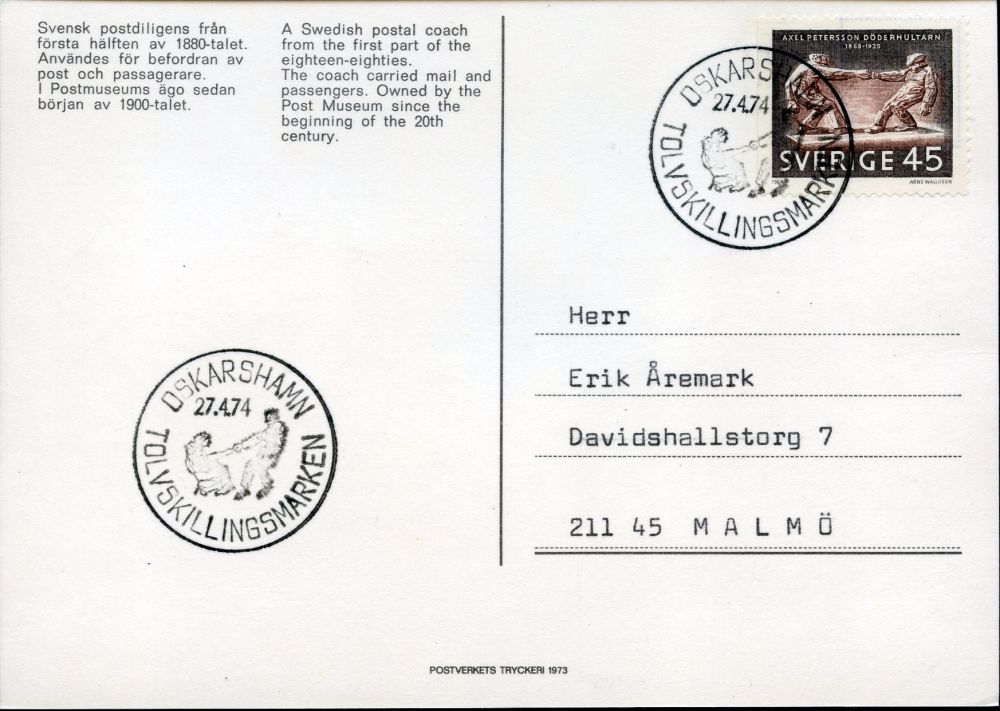 Svensk postdiligens från
första hälften av 1880-talet.
Användes för befordran av
post och passagerare.
I Postmuseums ägo sedan
början av 1900-talet.
A Swedish postal coach
from the first part of the
eighteen-eighties.
The coach carried mail and
passengers. Owned by the
Post Museum since the
beginning of the 20th
century.
AXEL PETERSSON DÖDERHULTARN
1868-1925
SVERIGE 45
ARNE WALLHORN
OSKARSHAMN
27.4.74
TOLVSKILLINGSMARKEN
Herr
Erik Åremark
Davidshallstorg 7
211 45 M A L M Ö
OSKARSHAMN
27.4.74
TOLVSKILLINGSMARKEN
POSTVERKETS TRYCKERI 1973